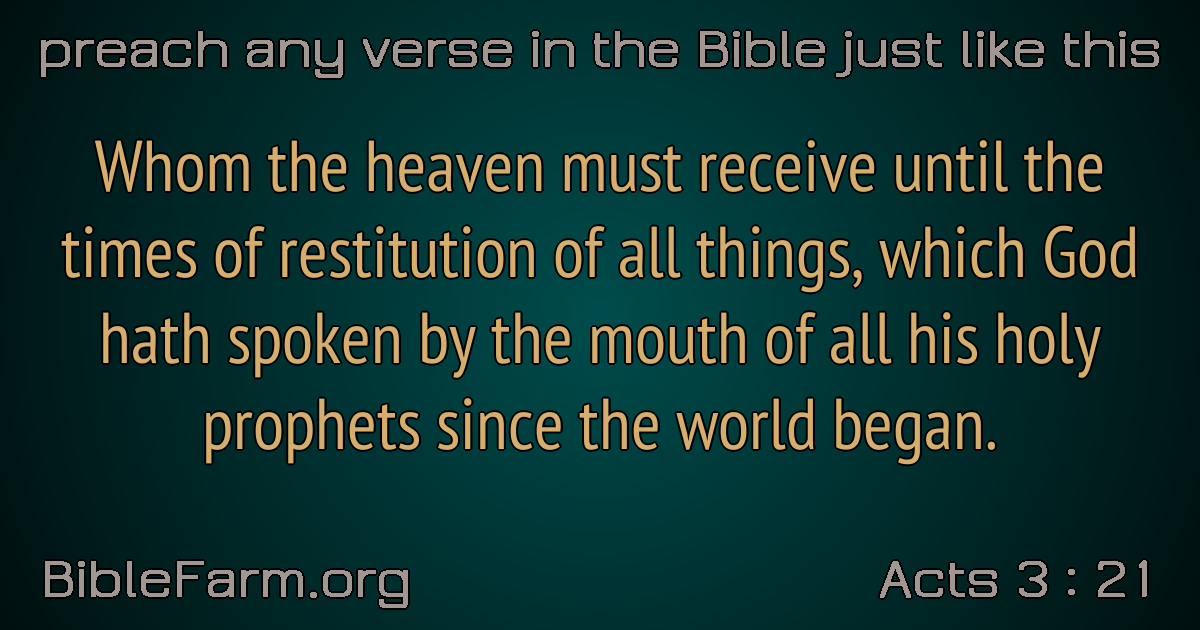 preach any verse in the Bible just like this
Whom the heaven must receive until the
times of restitution of all things, which God
hath spoken by the mouth of all his holy
prophets since the world began.
BibleFarm.org
Acts 3 : 21